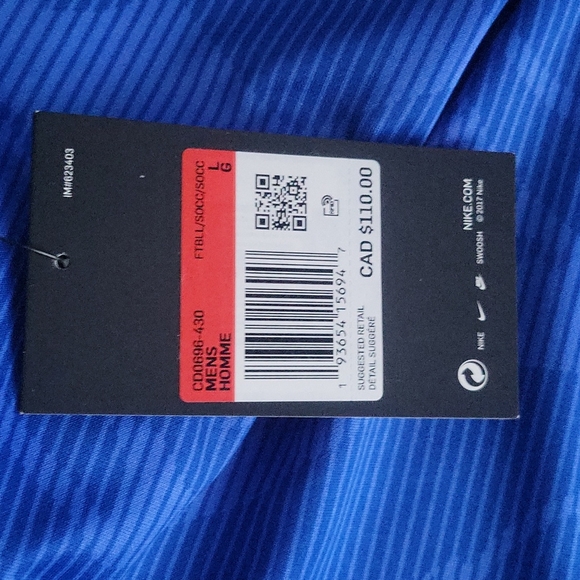 IM#623403
CD0696-430
FTBLL/SOCC/SOCC
L
MENS
G
HOMME
1 93654 15694 7
SUGGESTED RETAIL
DÉTAIL SUGGÉRÉ
CAD $110.00
NIKE
SWOOSH
© 2017 Nike
NIKE.COM